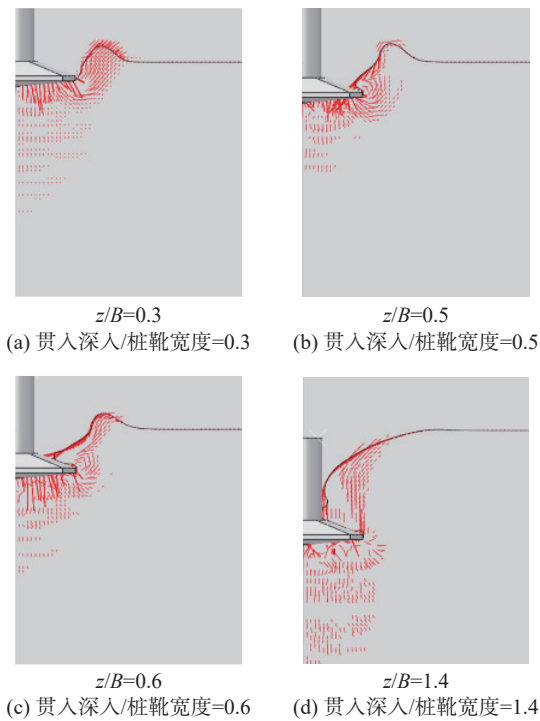 z/B=0.3
(a) 贯入深入/桩靴宽度=0.3
z/B=0.5
(b) 贯入深入/桩靴宽度=0.5
z/B=0.6
(c) 贯入深入/桩靴宽度=0.6
z/B=1.4
(d) 贯入深入/桩靴宽度=1.4